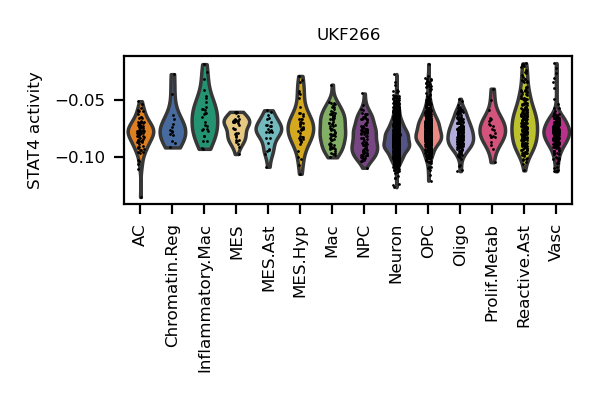 UKF266
STAT4 activity
−0.05
−0.10
AC
Chromatin.Reg
Inflammatory.Mac
MES
MES.Ast
MES.Hyp
Mac
NPC
Neuron
OPC
Oligo
Prolif.Metab
Reactive.Ast
Vasc